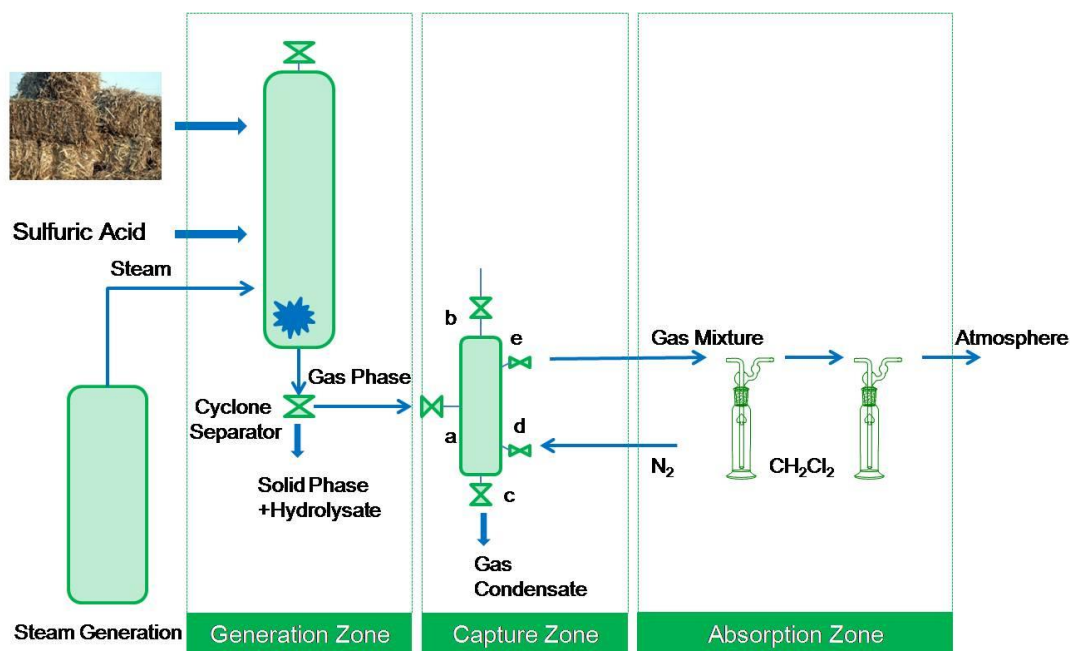 Sulfuric Acid
Steam
Steam Generation
Gas Phase
Cyclone
Separator
Solid Phase
+Hydrolysate
Generation Zone
b
e
a
d
c
Gas
Condensate
Capture Zone
Gas Mixture
N₂
CH₂Cl₂
Absorption Zone
Atmosphere